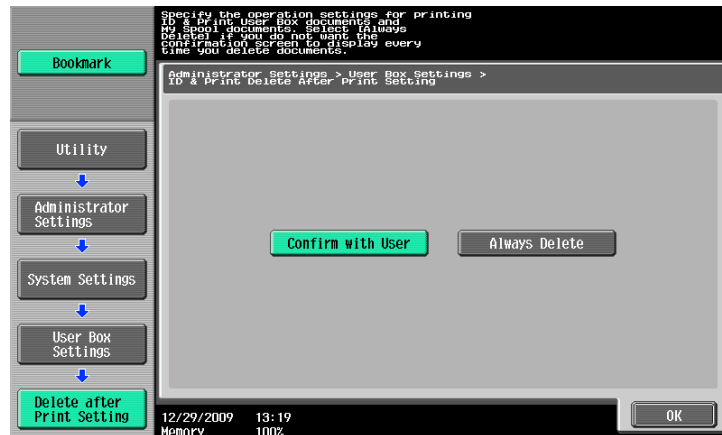 Specify the operation settings for printing
ID & Print User Box documents and
My Spool documents. Select [Always
Delete] if you do not want the
confirmation screen to display every
time you delete documents.
Bookmark
Administrator Settings > User Box Settings >
ID & Print Delete After Print Setting
Utility
Administrator
Settings
System Settings
User Box
Settings
Delete after
Print Setting
Confirm with User
Always Delete
12/29/2009 13:19
Memory 100%
OK